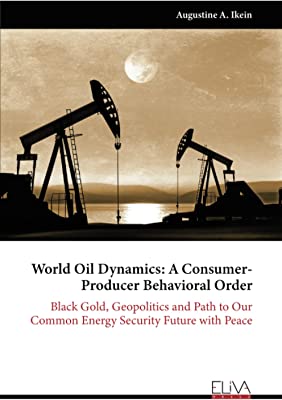 Augustine A. Ikein
World Oil Dynamics: A Consumer-
Producer Behavioral Order
Black Gold, Geopolitics and Path to Our
Common Energy Security Future with Peace
ELIVA
PRESS